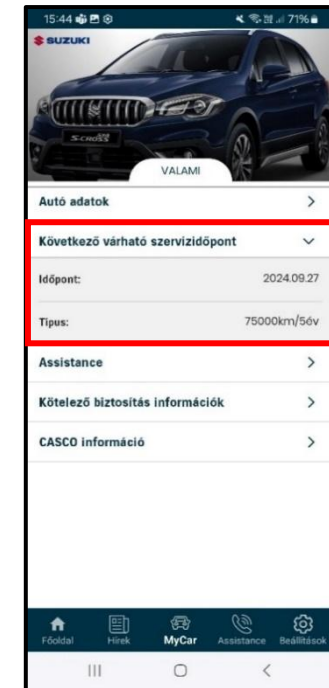 15:44
71%
SUZUKI
S-CROSS
VALAMI
Autó adatok
Következő várható szervizidőpont
Időpont: 2024.09.27
Típus: 75000km/5év
Assistance
Kötelező biztosítás információk
CASCO információ
Főoldal Hírek MyCar Assistance Beállítások